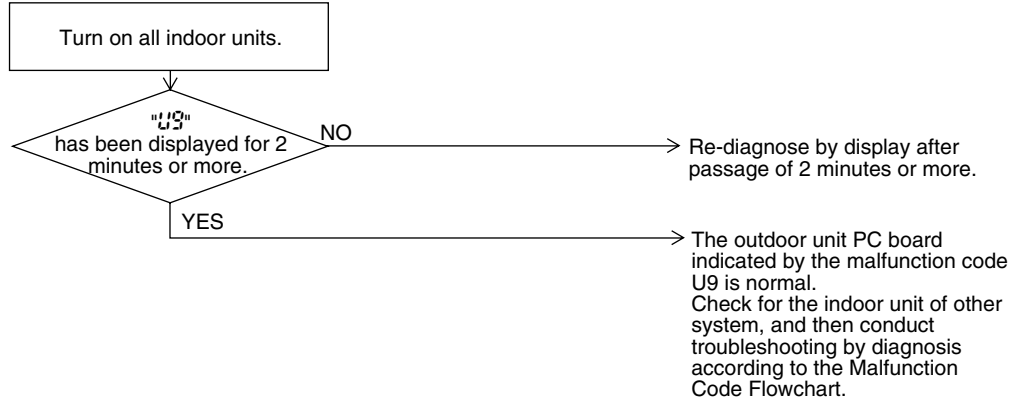 Turn on all indoor units.
"U9"
has been displayed for 2
minutes or more.
NO
Re-diagnose by display after
passage of 2 minutes or more.
YES
The outdoor unit PC board
indicated by the malfunction code
U9 is normal.
Check for the indoor unit of other
system, and then conduct
troubleshooting by diagnosis
according to the Malfunction
Code Flowchart.